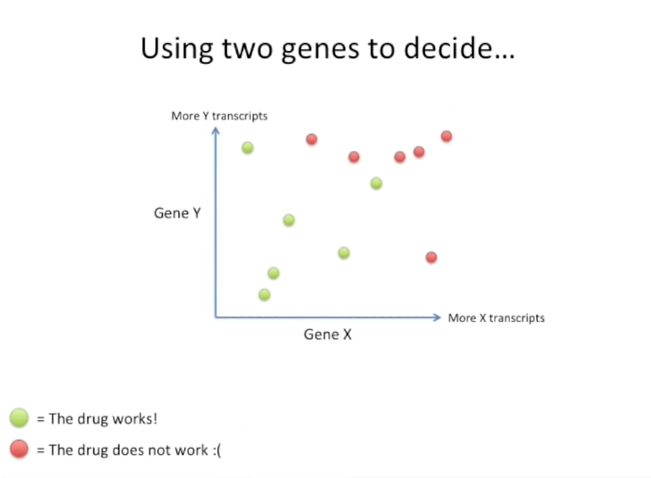 Using two genes to decide...
More Y transcripts
Gene Y
More X transcripts
Gene X
= The drug works!
= The drug does not work :(